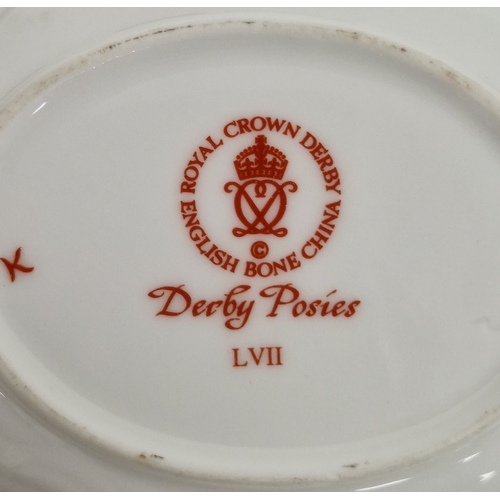 ROYAL CROWN DERBY
ENGLISH BONE CHINA
©
Derby Posies
LVII
K